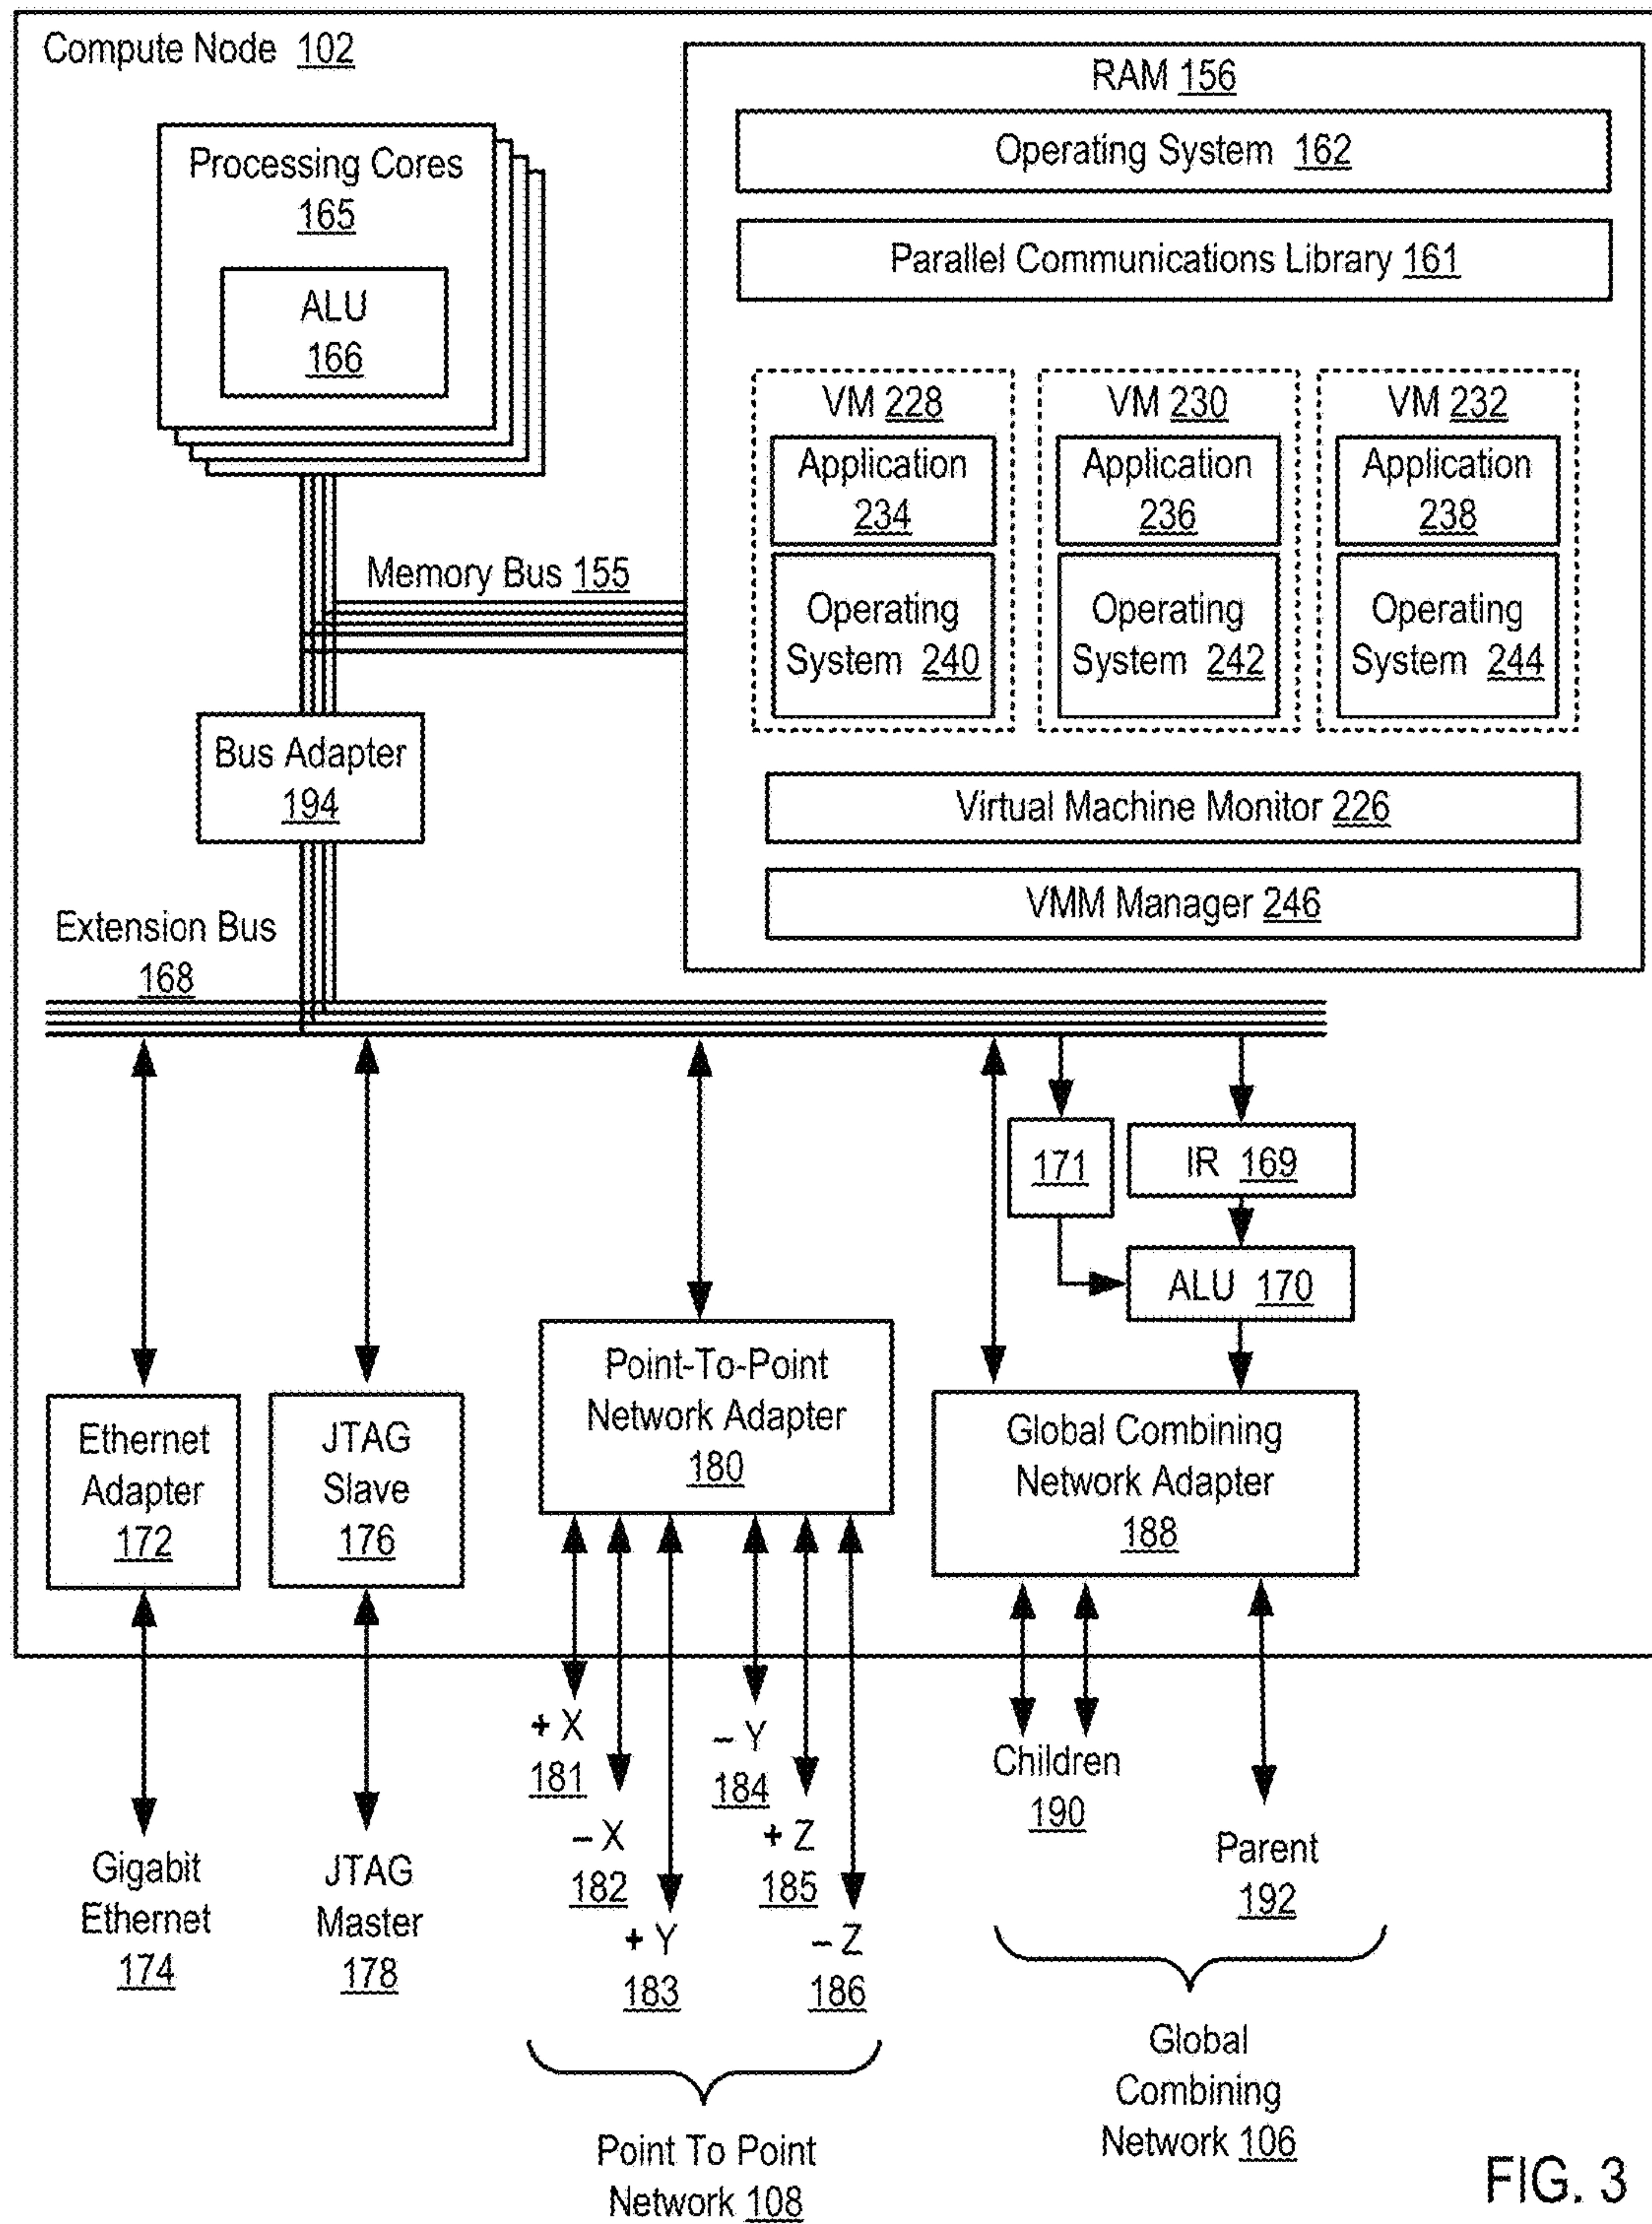 Compute Node 102
Processing Cores
165
ALU
166
RAM 156
Operating System 162
Parallel Communications Library 161
VM 228
Application
234
Operating
System 240
VM 230
Application
236
Operating
System 242
VM 232
Application
238
Operating
System 244
Virtual Machine Monitor 226
VMM Manager 246
Memory Bus 155
Bus Adapter
194
Extension Bus
168
171
IR 169
ALU 170
Ethernet
Adapter
172
JTAG
Slave
176
Point-To-Point
Network Adapter
180
Global Combining
Network Adapter
188
Gigabit
Ethernet
174
JTAG
Master
178
+ X
181
– X
182
+ Y
183
– Y
184
+ Z
185
– Z
186
Children
190
Parent
192
Point To Point
Network 108
Global
Combining
Network 106
FIG. 3